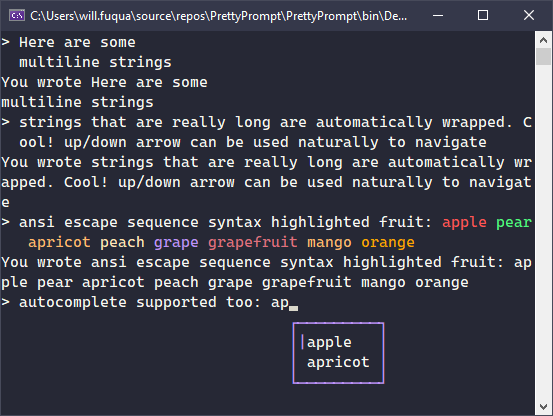 C:\Users\will.fuqua\source\repos\PrettyPrompt\PrettyPrompt\bin\De...
> Here are some
multiline strings
You wrote Here are some
multiline strings
> strings that are really long are automatically wrapped. C
ool! up/down arrow can be used naturally to navigate
You wrote strings that are really long are automatically wr
apped. Cool! up/down arrow can be used naturally to navigat
e
> ansi escape sequence syntax highlighted fruit: apple pear
apricot peach grape grapefruit mango orange
You wrote ansi escape sequence syntax highlighted fruit: ap
ple pear apricot peach grape grapefruit mango orange
> autocomplete supported too: ap_
|apple
apricot